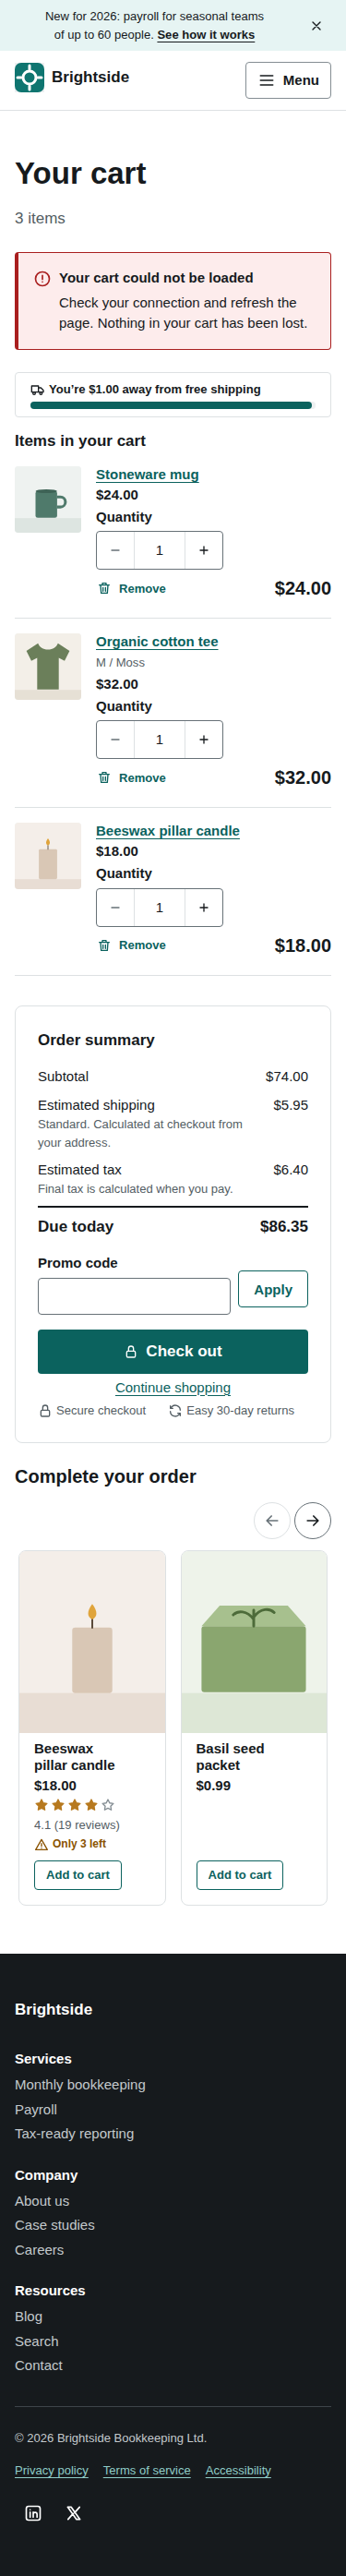 New for 2026: payroll for seasonal teams
of up to 60 people. See how it works
Brightside
Menu
Your cart
3 items
Your cart could not be loaded
Check your connection and refresh the
page. Nothing in your cart has been lost.
You’re $1.00 away from free shipping
Items in your cart
Stoneware mug
$24.00
Quantity
− 1 +
Remove $24.00
Organic cotton tee
M / Moss
$32.00
Quantity
− 1 +
Remove $32.00
Beeswax pillar candle
$18.00
Quantity
− 1 +
Remove $18.00
Order summary
Subtotal $74.00
Estimated shipping $5.95
Standard. Calculated at checkout from
your address.
Estimated tax $6.40
Final tax is calculated when you pay.
Due today $86.35
Promo code
Apply
Check out
Continue shopping
Secure checkout Easy 30-day returns
Complete your order
Beeswax
pillar candle
$18.00
4.1 (19 reviews)
Only 3 left
Add to cart
Basil seed
packet
$0.99
Add to cart
Brightside
Services
Monthly bookkeeping
Payroll
Tax-ready reporting
Company
About us
Case studies
Careers
Resources
Blog
Search
Contact
© 2026 Brightside Bookkeeping Ltd.
Privacy policy Terms of service Accessibility